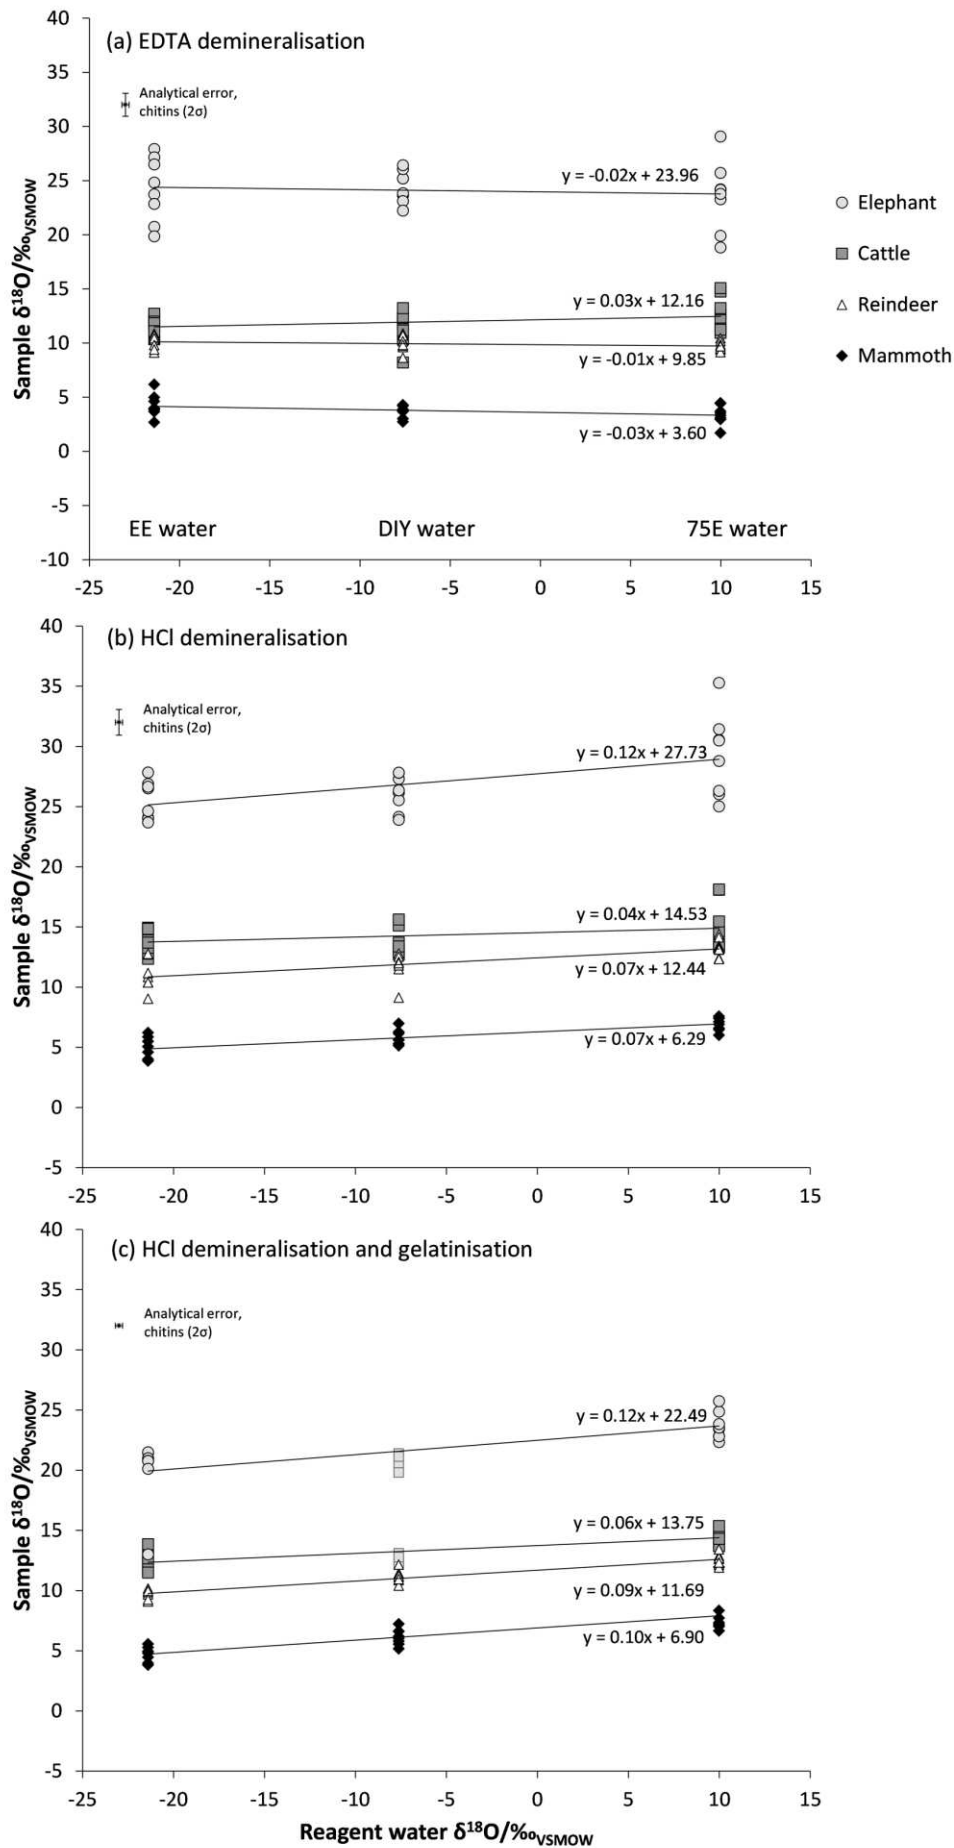 40
(a) EDTA demineralisation
35
Analytical error,
chitins (2σ)
30
y = -0.02x + 23.96
25
Elephant
20
Cattle
15
y = 0.03x + 12.16
Reindeer
10
y = -0.01x + 9.85
Mammoth
5
y = -0.03x + 3.60
0
-5
EE water DIY water 75E water
-10
-25 -20 -15 -10 -5 0 5 10 15
Sample δ¹⁸O/‰VSMOW
40
(b) HCl demineralisation
35
Analytical error,
chitins (2σ)
30
y = 0.12x + 27.73
25
20
15
y = 0.04x + 14.53
10
y = 0.07x + 12.44
5
y = 0.07x + 6.29
0
-5
-25 -20 -15 -10 -5 0 5 10 15
Sample δ¹⁸O/‰VSMOW
40
(c) HCl demineralisation and gelatinisation
35
Analytical error,
chitins (2σ)
30
25
y = 0.12x + 22.49
20
15
y = 0.06x + 13.75
10
y = 0.09x + 11.69
5
y = 0.10x + 6.90
0
-5
-25 -20 -15 -10 -5 0 5 10 15
Sample δ¹⁸O/‰VSMOW
Reagent water δ¹⁸O/‰VSMOW